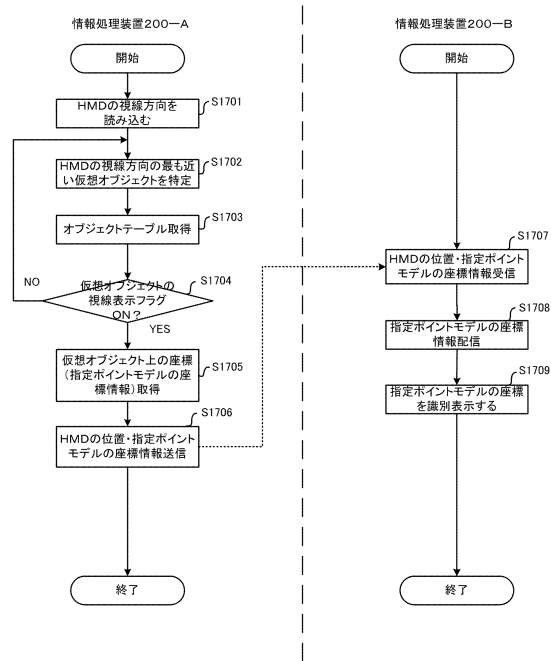 情報処理装置200ーA
開始
S1701
HMDの視線方向を
読み込む
S1702
HMDの視線方向の最も近
い仮想オブジェクトを特定
S1703
オブジェクトテーブル取得
S1704
仮想オブジェクトの
視線表示フラグ
ON?
NO
YES
S1705
仮想オブジェクト上の座標
(指定ポイントモデルの座
標情報)取得
S1706
HMDの位置・指定ポイント
モデルの座標情報送信
終了
情報処理装置200ーB
開始
S1707
HMDの位置・指定ポイント
モデルの座標情報受信
S1708
指定ポイントモデルの座標
情報配信
S1709
指定ポイントモデルの座標
を識別表示する
終了